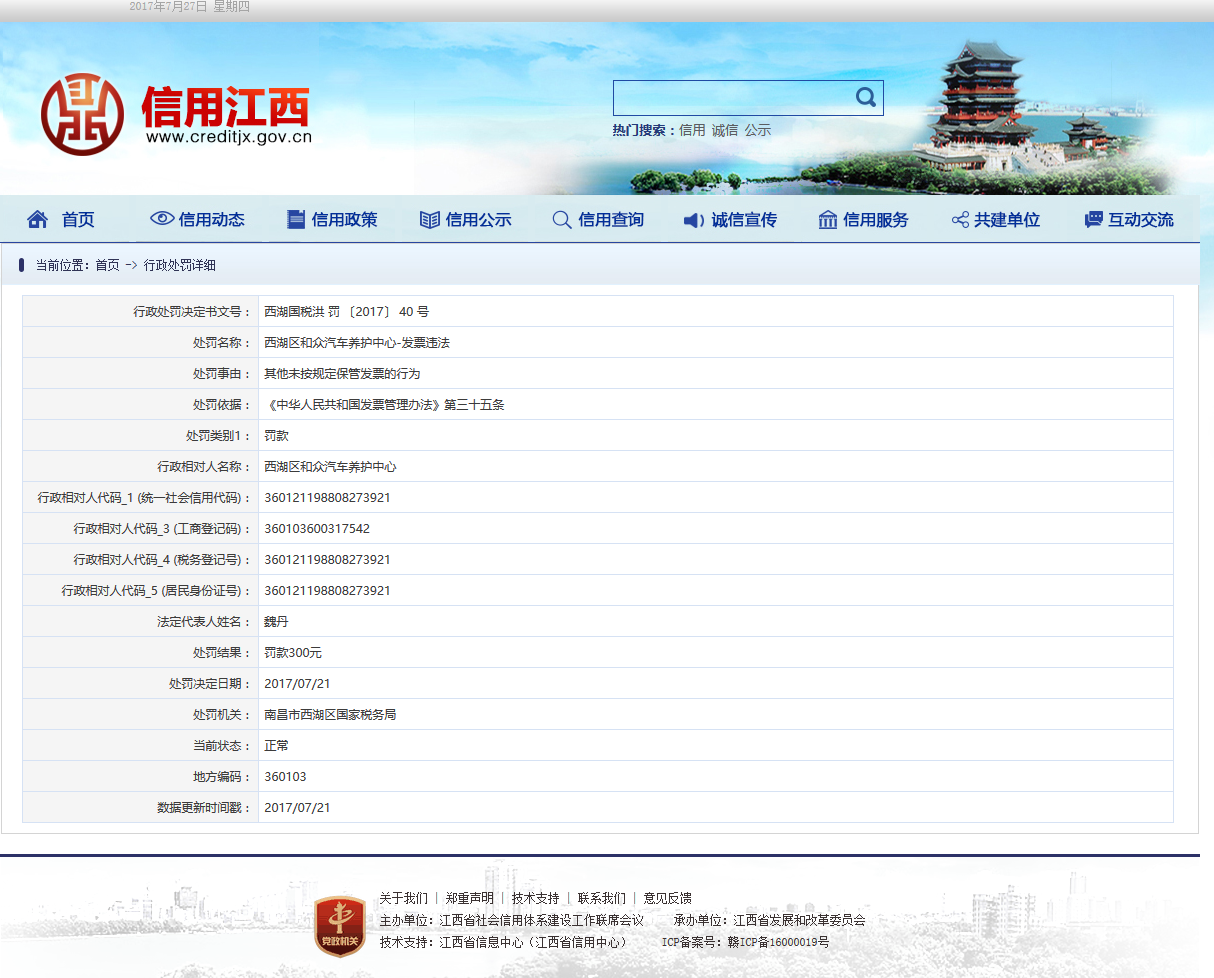 2017年7月27日 星期四
信用江西
www.creditjx.gov.cn
热门搜索：信用 诚信 公示
首页 信用动态 信用政策 信用公示 信用查询 诚信宣传 信用服务 共建单位 互动交流
当前位置：首页 -> 行政处罚详细
行政处罚决定书文号： 西湖国税洪 罚 〔2017〕 40 号
处罚名称： 西湖区和众汽车养护中心-发票违法
处罚事由： 其他未按规定保管发票的行为
处罚依据： 《中华人民共和国发票管理办法》第三十五条
处罚类别1： 罚款
行政相对人名称： 西湖区和众汽车养护中心
行政相对人代码_1 (统一社会信用代码)： 360121198808273921
行政相对人代码_3 (工商登记码)： 360103600317542
行政相对人代码_4 (税务登记号)： 360121198808273921
行政相对人代码_5 (居民身份证号)： 360121198808273921
法定代表人姓名： 魏丹
处罚结果： 罚款300元
处罚决定日期： 2017/07/21
处罚机关： 南昌市西湖区国家税务局
当前状态： 正常
地方编码： 360103
数据更新时间戳： 2017/07/21
关于我们 | 郑重声明 | 技术支持 | 联系我们 | 意见反馈
主办单位：江西省社会信用体系建设工作联席会议 承办单位：江西省发展和改革委员会
技术支持：江西省信息中心（江西省信用中心） ICP备案号：赣ICP备16000019号
党政机关